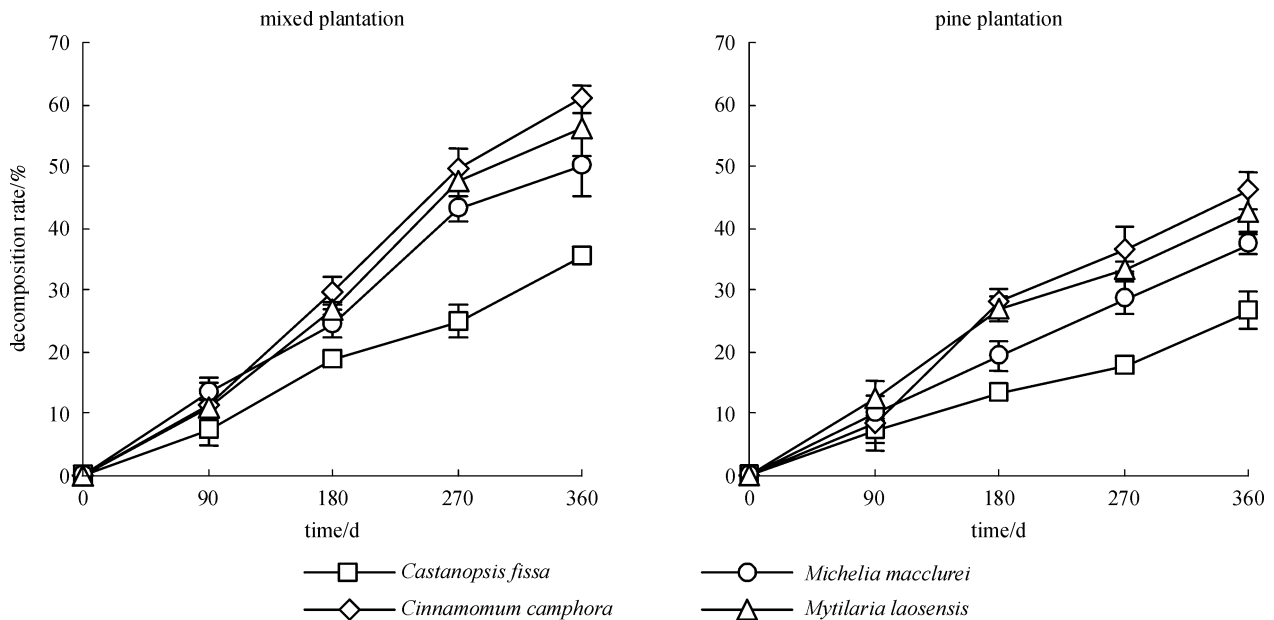 mixed plantation
pine plantation
decomposition rate/%
70
60
50
40
30
20
10
0
0 90 180 270 360
time/d
70
60
50
40
30
20
10
0
0 90 180 270 360
time/d
Castanopsis fissa
Michelia macclurei
Cinnamomum camphora
Mytilaria laosensis